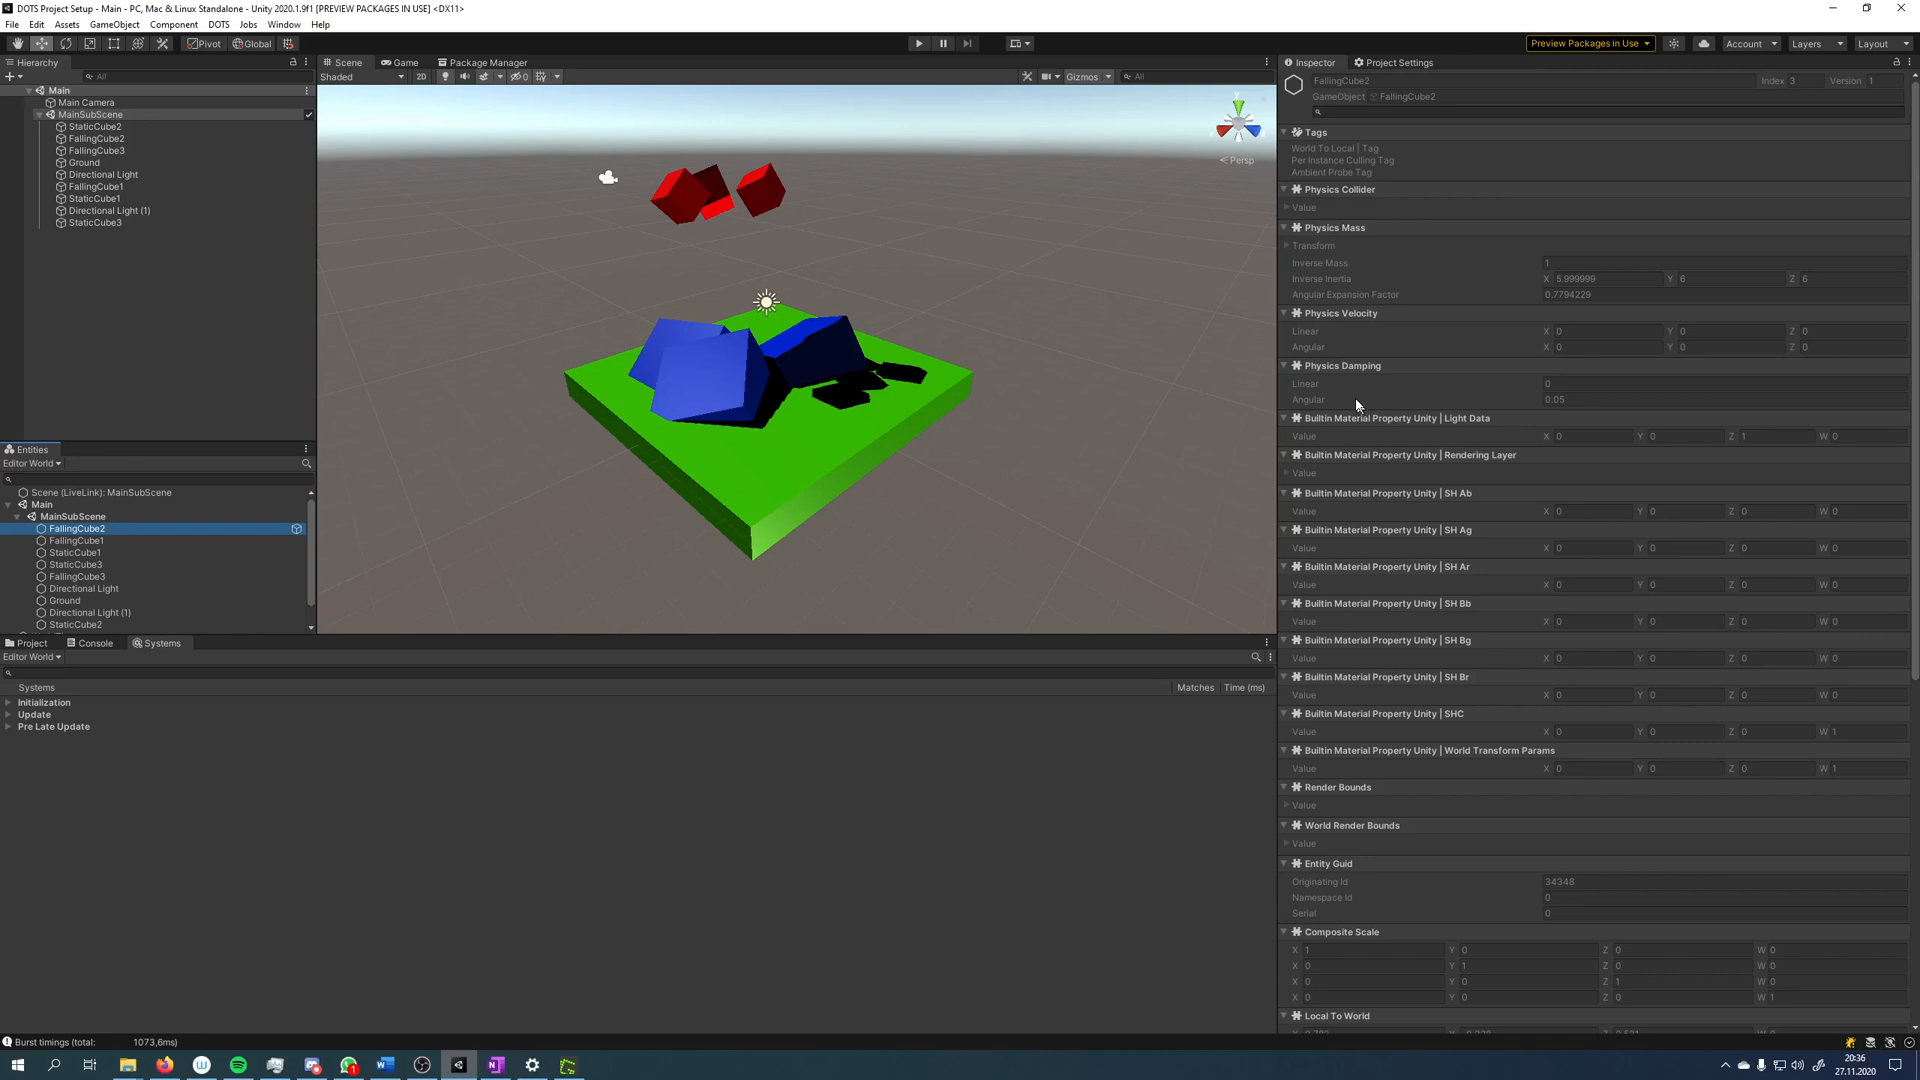 DOTS Project Setup - Main - PC, Mac & Linux Standalone - Unity 2020.1.9f1 [PREVIEW PACKAGES IN USE] <DX11>
File Edit Assets GameObject Component DOTS Jobs Window Help
Pivot Global
Preview Packages in Use Account Layers Layout
Hierarchy
All
Main
Main Camera
MainSubScene
StaticCube2
FallingCube2
FallingCube3
Ground
Directional Light
FallingCube1
StaticCube1
Directional Light (1)
StaticCube3
Scene Game Package Manager
Shaded 2D 0 Gizmos All
Persp
Entities
Editor World
Scene (LiveLink): MainSubScene
Main
MainSubScene
FallingCube2
FallingCube1
StaticCube1
StaticCube3
FallingCube3
Directional Light
Ground
Directional Light (1)
StaticCube2
Project Console Systems
Editor World
Systems Matches Time (ms)
Initialization
Update
Pre Late Update
Inspector Project Settings
FallingCube2 Index 3 Version 1
GameObject FallingCube2
Tags
World To Local | Tag
Per Instance Culling Tag
Ambient Probe Tag
Physics Collider
Value
Physics Mass
Transform
Inverse Mass 1
Inverse Inertia X 5.999999 Y 6 Z 6
Angular Expansion Factor 0.7794229
Physics Velocity
Linear X 0 Y 0 Z 0
Angular X 0 Y 0 Z 0
Physics Damping
Linear 0
Angular 0.05
Builtin Material Property Unity | Light Data
Value X 0 Y 0 Z 1 W 0
Builtin Material Property Unity | Rendering Layer
Value
Builtin Material Property Unity | SH Ab
Value X 0 Y 0 Z 0 W 0
Builtin Material Property Unity | SH Ag
Value X 0 Y 0 Z 0 W 0
Builtin Material Property Unity | SH Ar
Value X 0 Y 0 Z 0 W 0
Builtin Material Property Unity | SH Bb
Value X 0 Y 0 Z 0 W 0
Builtin Material Property Unity | SH Bg
Value X 0 Y 0 Z 0 W 0
Builtin Material Property Unity | SH Br
Value X 0 Y 0 Z 0 W 0
Builtin Material Property Unity | SHC
Value X 0 Y 0 Z 0 W 1
Builtin Material Property Unity | World Transform Params
Value X 0 Y 0 Z 0 W 1
Render Bounds
Value
World Render Bounds
Value
Entity Guid
Originating Id 34348
Namespace Id 0
Serial 0
Composite Scale
X 1 Y 0 Z 0 W 0
X 0 Y 1 Z 0 W 0
X 0 Y 0 Z 1 W 0
X 0 Y 0 Z 0 W 1
Local To World
Burst timings (total: 1073,6ms)
20:36
27.11.2020